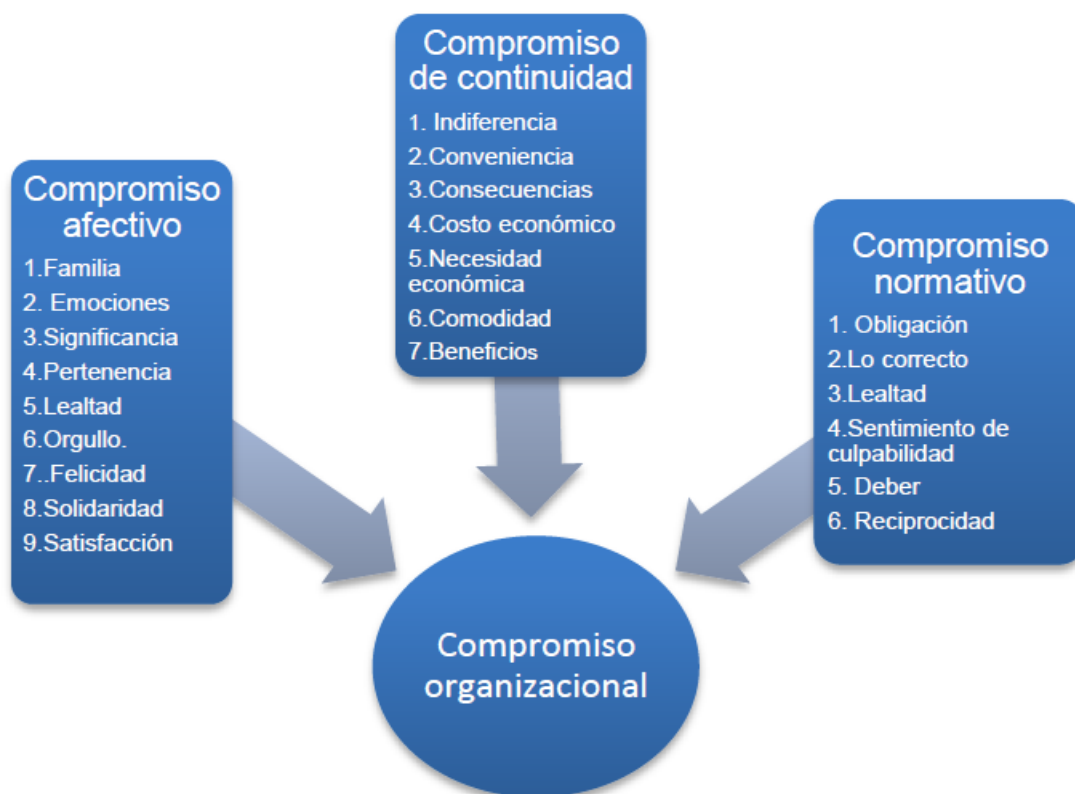 Compromiso
afectivo
1.Familia
2. Emociones
3.Significancia
4.Pertenencia
5.Lealtad
6.Orgullo.
7..Felicidad
8.Solidaridad
9.Satisfacción
Compromiso
de continuidad
1. Indiferencia
2.Conveniencia
3.Consecuencias
4.Costo económico
5.Necesidad
económica
6.Comodidad
7.Beneficios
Compromiso
normativo
1. Obligación
2.Lo correcto
3.Lealtad
4.Sentimiento de
culpabilidad
5. Deber
6. Reciprocidad
Compromiso
organizacional